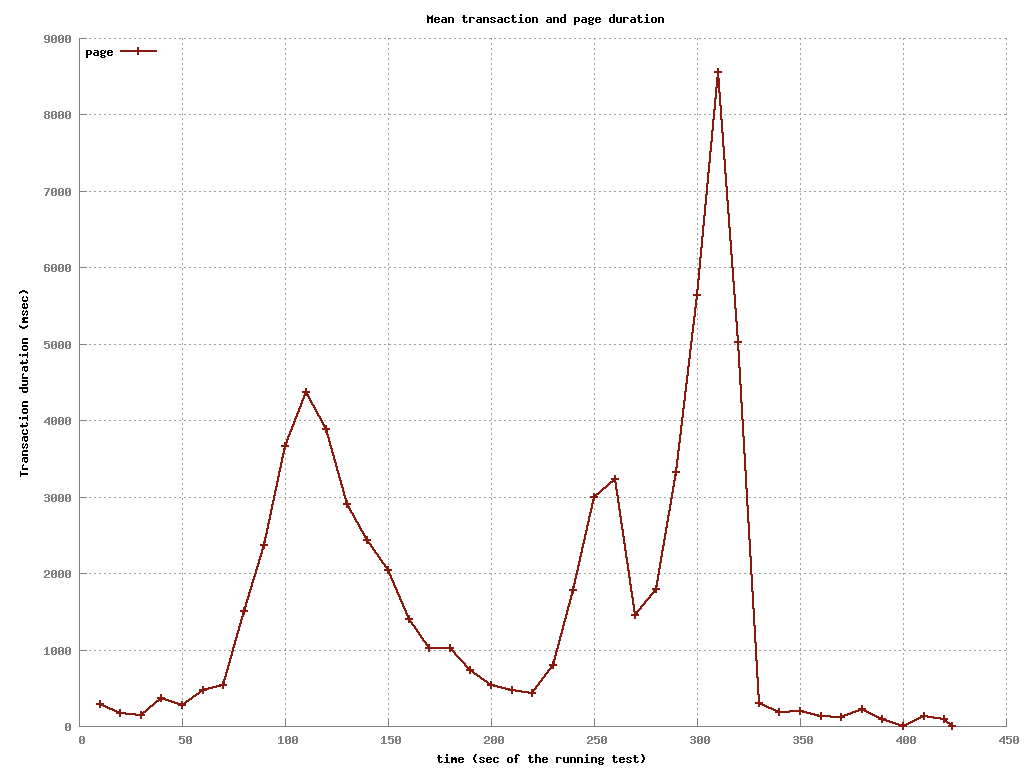 Mean transaction and page duration
page
9000
8000
7000
6000
5000
4000
3000
2000
1000
0
Transaction duration (msec)
0 50 100 150 200 250 300 350 400 450
time (sec of the running test)